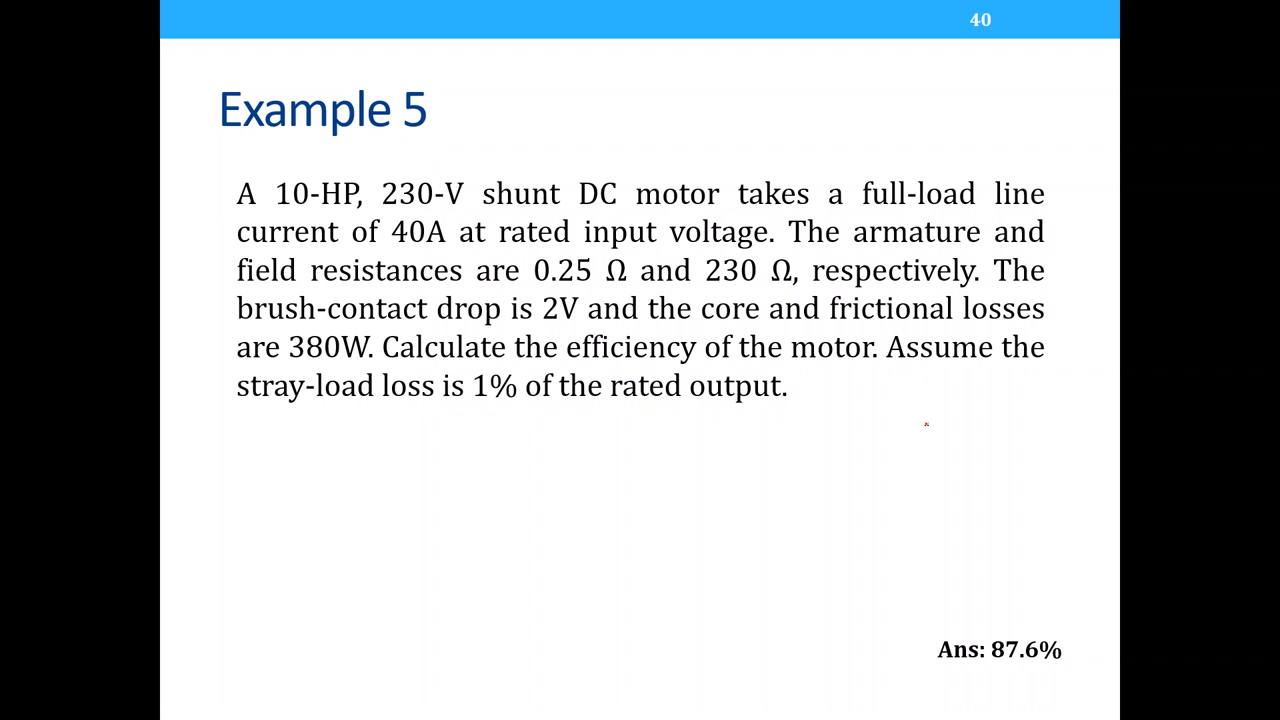 40
Example 5
A 10-HP, 230-V shunt DC motor takes a full-load line
current of 40A at rated input voltage. The armature and
field resistances are 0.25 Ω and 230 Ω, respectively. The
brush-contact drop is 2V and the core and frictional losses
are 380W. Calculate the efficiency of the motor. Assume the
stray-load loss is 1% of the rated output.
Ans: 87.6%